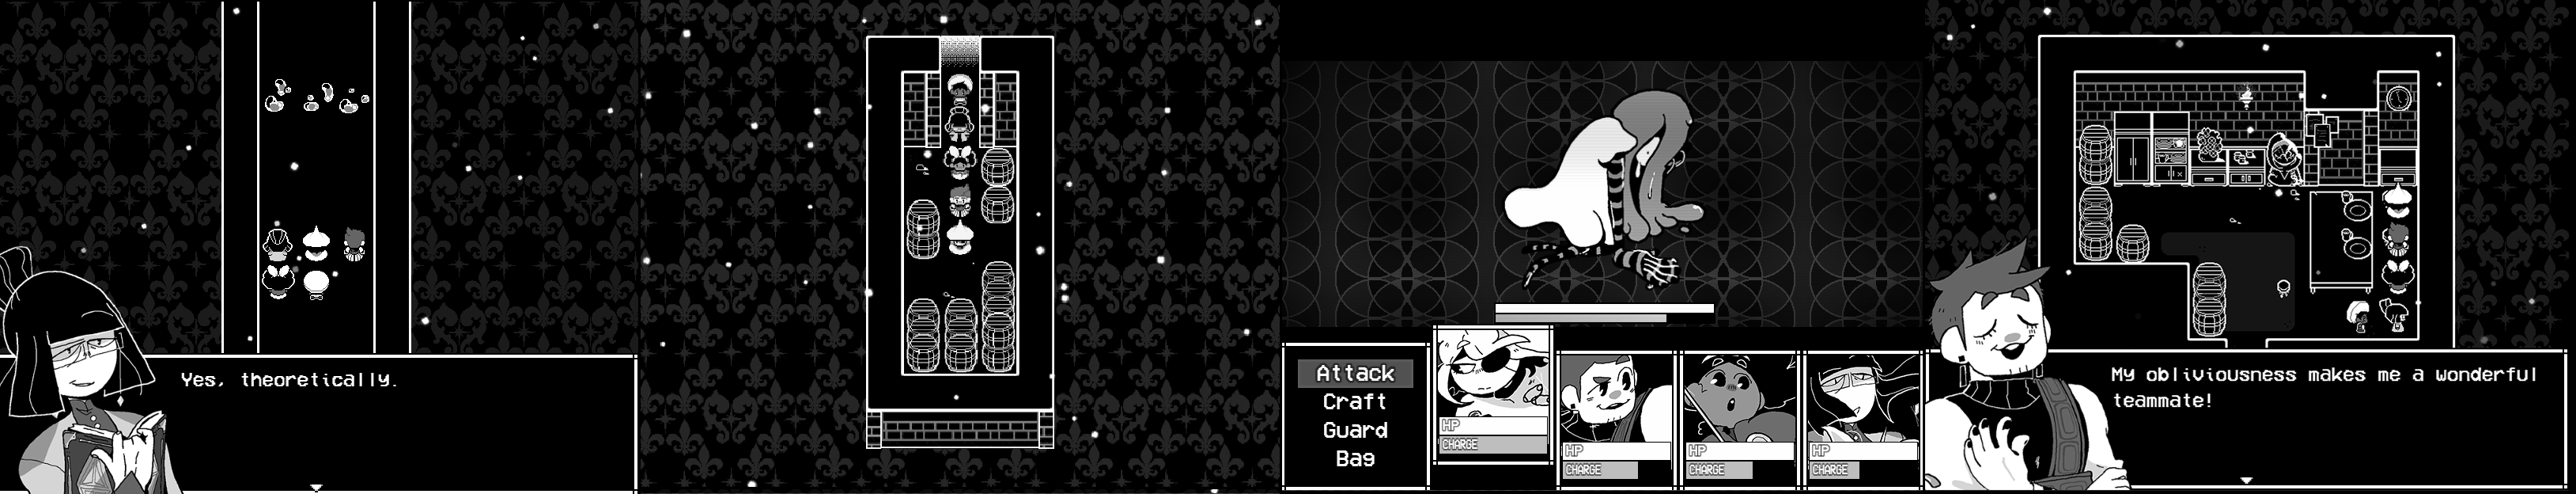 Yes, theoretically.
Attack
Craft
Guard
Bag
HP
CHARGE
HP
CHARGE
HP
CHARGE
HP
CHARGE
My obliviousness makes me a wonderful
teammate!